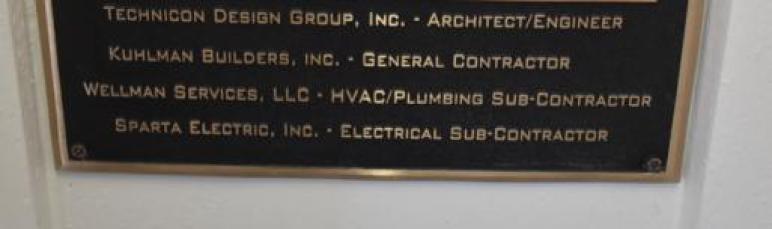 TECHNICON DESIGN GROUP, INC. - ARCHITECT/ENGINEER
KUHLMAN BUILDERS, INC. - GENERAL CONTRACTOR
WELLMAN SERVICES, LLC - HVAC/PLUMBING SUB-CONTRACTOR
SPARTA ELECTRIC, INC. - ELECTRICAL SUB-CONTRACTOR